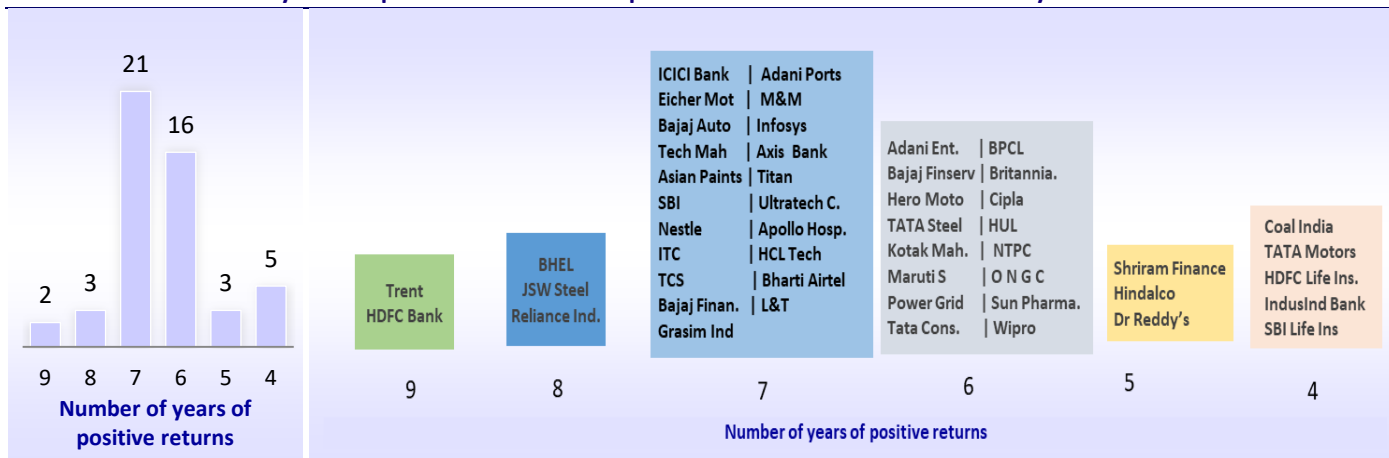 21
16
5
3
3
2
9 8 7 6 5 4
Number of years of
positive returns
Trent
HDFC Bank
BHEL
JSW Steel
Reliance Ind.
ICICI Bank | Adani Ports
Eicher Mot | M&M
Bajaj Auto | Infosys
Tech Mah | Axis Bank
Asian Paints | Titan
SBI | Ultratech C.
Nestle | Apollo Hosp.
ITC | HCL Tech
TCS | Bharti Airtel
Bajaj Finan. | L&T
Grasim Ind
Adani Ent. | BPCL
Bajaj Finserv | Britannia.
Hero Moto | Cipla
TATA Steel | HUL
Kotak Mah. | NTPC
Maruti S | O N G C
Power Grid | Sun Pharma.
Tata Cons. | Wipro
Shriram Finance
Hindalco
Dr Reddy's
Coal India
TATA Motors
HDFC Life Ins.
IndusInd Bank
SBI Life Ins
9 8 7 6 5 4
Number of years of positive returns